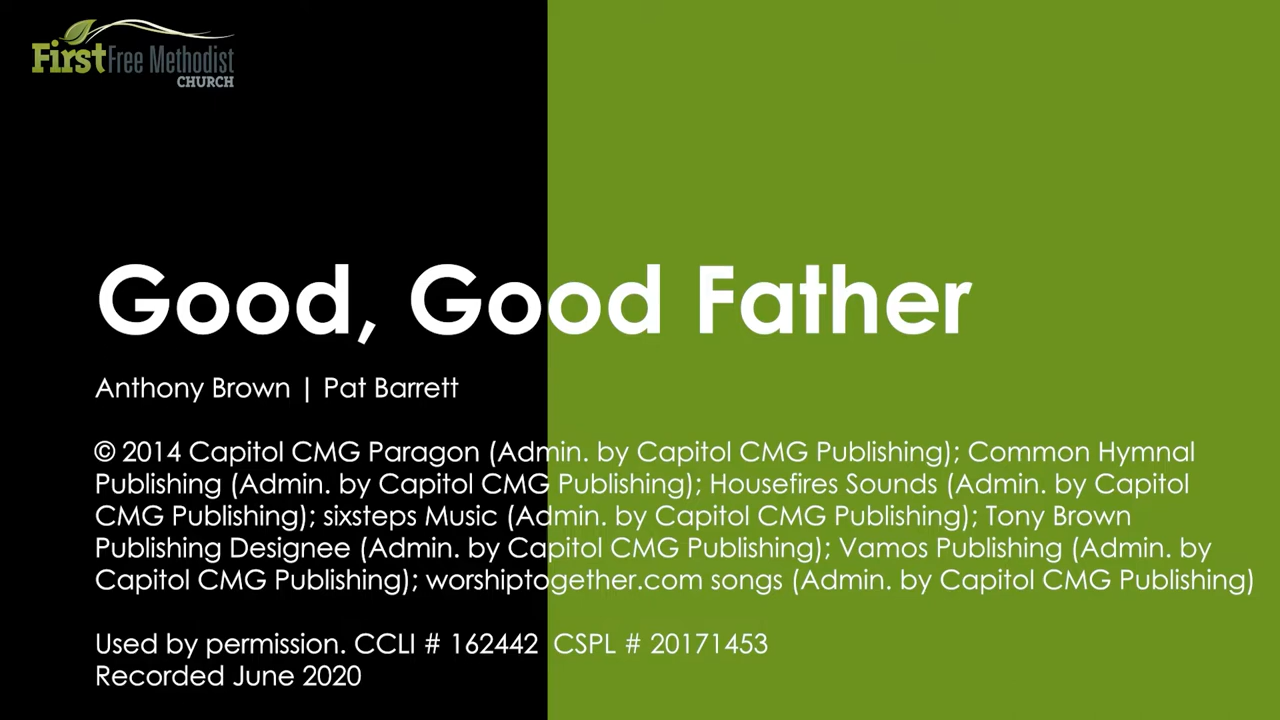 First Free Methodist
CHURCH
Good, Good Father
Anthony Brown | Pat Barrett
© 2014 Capitol CMG Paragon (Admin. by Capitol CMG Publishing); Common Hymnal
Publishing (Admin. by Capitol CMG Publishing); Housefires Sounds (Admin. by Capitol
CMG Publishing); sixsteps Music (Admin. by Capitol CMG Publishing); Tony Brown
Publishing Designee (Admin. by Capitol CMG Publishing); Vamos Publishing (Admin. by
Capitol CMG Publishing); worshiptogether.com songs (Admin. by Capitol CMG Publishing)
Used by permission. CCLI # 162442 CSPL # 20171453
Recorded June 2020